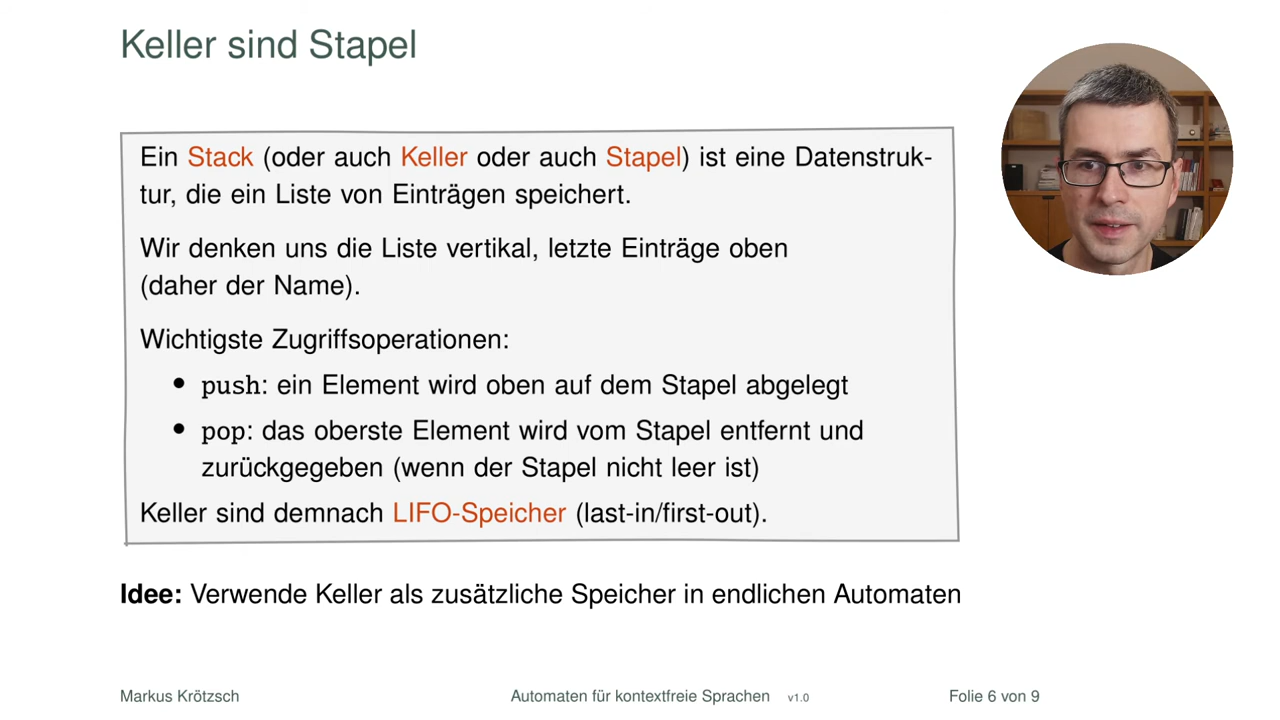 Keller sind Stapel
Ein Stack (oder auch Keller oder auch Stapel) ist eine Datenstruk-
tur, die ein Liste von Einträgen speichert.
Wir denken uns die Liste vertikal, letzte Einträge oben
(daher der Name).
Wichtigste Zugriffsoperationen:
• push: ein Element wird oben auf dem Stapel abgelegt
• pop: das oberste Element wird vom Stapel entfernt und
zurückgegeben (wenn der Stapel nicht leer ist)
Keller sind demnach LIFO-Speicher (last-in/first-out).
Idee: Verwende Keller als zusätzliche Speicher in endlichen Automaten
Markus Krötzsch Automaten für kontextfreie Sprachen v1.0 Folie 6 von 9